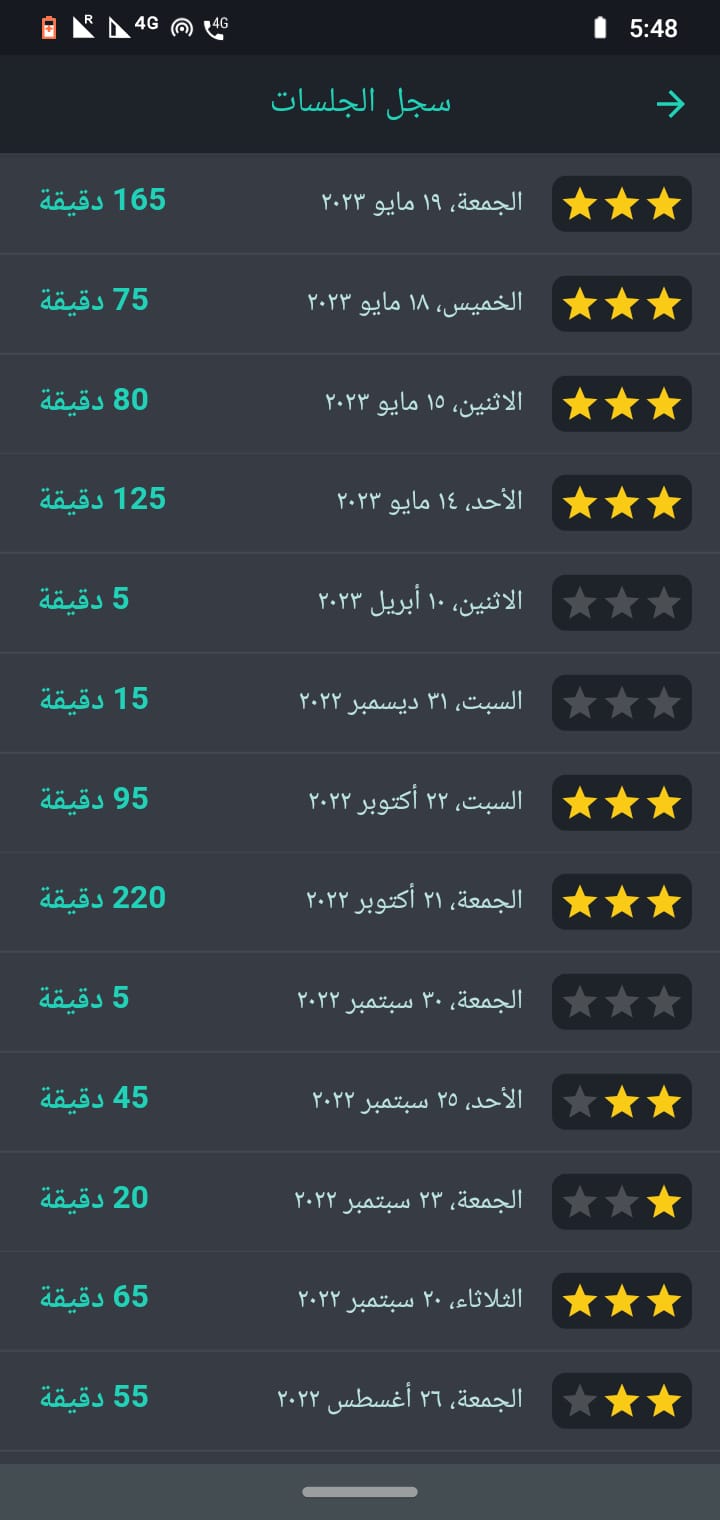 R 4G 4G 5:48
سجل الجلسات
الجمعة، ١٩ مايو ٢٠٢٣ 165 دقيقة
الخميس، ١٨ مايو ٢٠٢٣ 75 دقيقة
الاثنين، ١٥ مايو ٢٠٢٣ 80 دقيقة
الأحد، ١٤ مايو ٢٠٢٣ 125 دقيقة
الاثنين، ١٠ أبريل ٢٠٢٣ 5 دقيقة
السبت، ٣١ ديسمبر ٢٠٢٢ 15 دقيقة
السبت، ٢٢ أكتوبر ٢٠٢٢ 95 دقيقة
الجمعة، ٢١ أكتوبر ٢٠٢٢ 220 دقيقة
الجمعة، ٣٠ سبتمبر ٢٠٢٢ 5 دقيقة
الأحد، ٢٥ سبتمبر ٢٠٢٢ 45 دقيقة
الجمعة، ٢٣ سبتمبر ٢٠٢٢ 20 دقيقة
الثلاثاء، ٢٠ سبتمبر ٢٠٢٢ 65 دقيقة
الجمعة، ٢٦ أغسطس ٢٠٢٢ 55 دقيقة